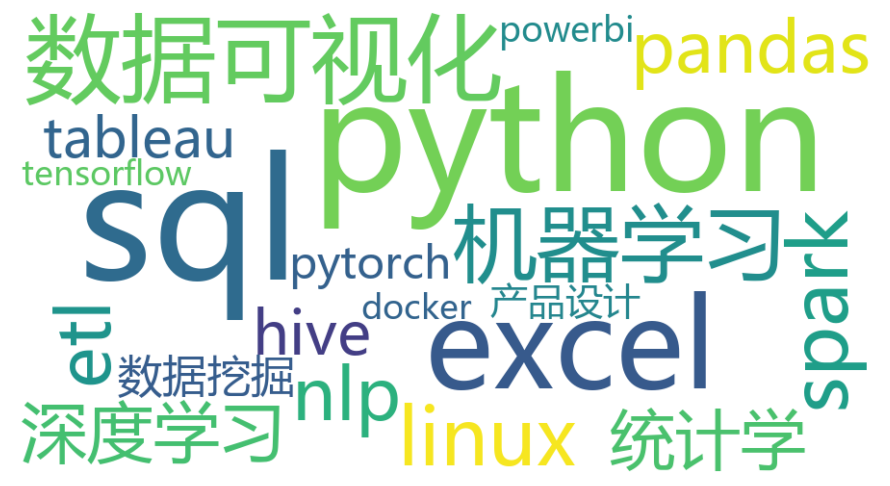 数据可视化
powerbi
pandas
python
tableau
tensorflow
sql
机器学习
spark
pytorch
docker
产品设计
etl
hive
excel
数据挖掘
nlp
深度学习
linux
统计学